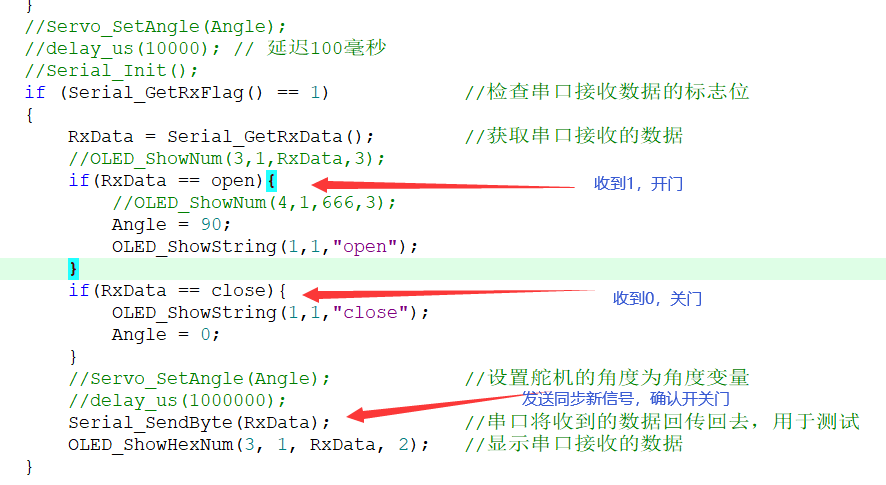 }
//Servo_SetAngle(Angle);
//delay_us(10000); // 延迟100毫秒
//Serial_Init();
if (Serial_GetRxFlag() == 1) //检查串口接收数据的标志位
{
RxData = Serial_GetRxData(); //获取串口接收的数据
//OLED_ShowNum(3,1,RxData,3);
if(RxData == open){ 收到1，开门
//OLED_ShowNum(4,1,666,3);
Angle = 90;
OLED_ShowString(1,1,"open");
}
if(RxData == close){ 收到0，关门
OLED_ShowString(1,1,"close");
Angle = 0;
}
//Servo_SetAngle(Angle); //设置舵机的角度为角度变量
//delay_us(1000000); 发送同步新信号，确认开关门
Serial_SendByte(RxData); //串口将收到的数据回传回去，用于测试
OLED_ShowHexNum(3, 1, RxData, 2); //显示串口接收的数据
}